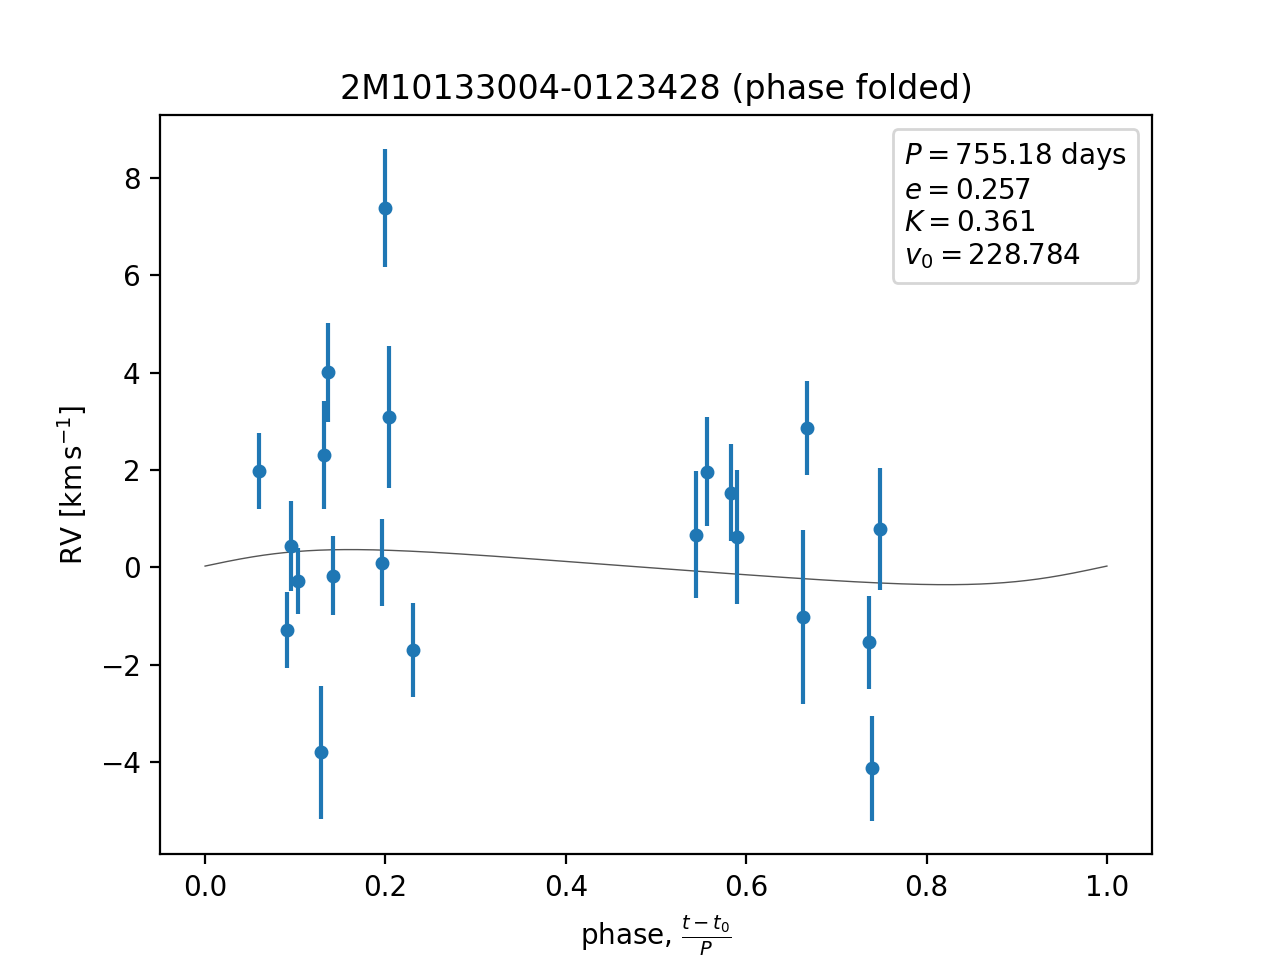 2M10133004-0123428 (phase folded)
P = 755.18 days
e = 0.257
K = 0.361
v₀ = 228.784
8
6
4
2
0
−2
−4
RV [km s⁻¹]
0.0 0.2 0.4 0.6 0.8 1.0
phase, (t − t₀)/P